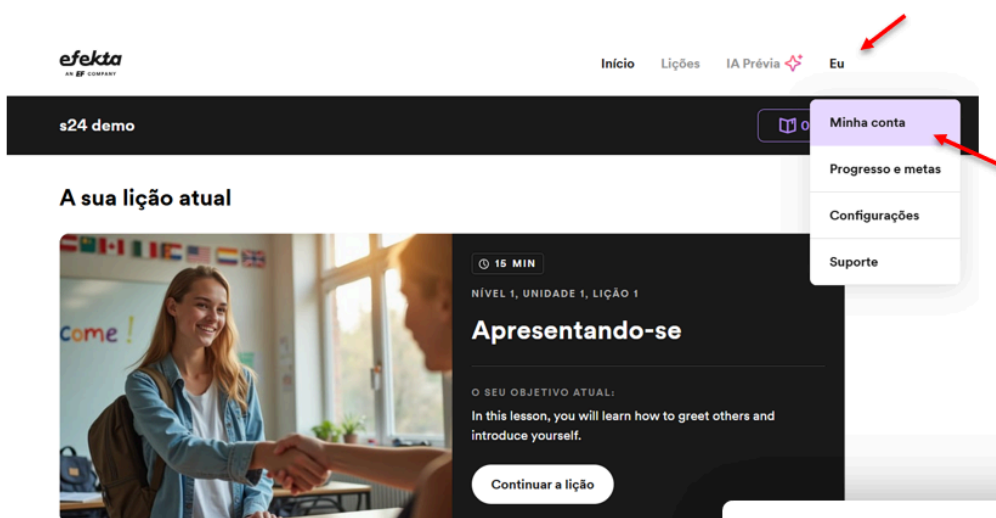 efekta
AN EF COMPANY
Início Lições IA Prévia Eu
s24 demo
0
Minha conta
Progresso e metas
Configurações
Suporte
A sua lição atual
come!
15 MIN
NÍVEL 1, UNIDADE 1, LIÇÃO 1
Apresentando-se
O SEU OBJETIVO ATUAL:
In this lesson, you will learn how to greet others and
introduce yourself.
Continuar a lição